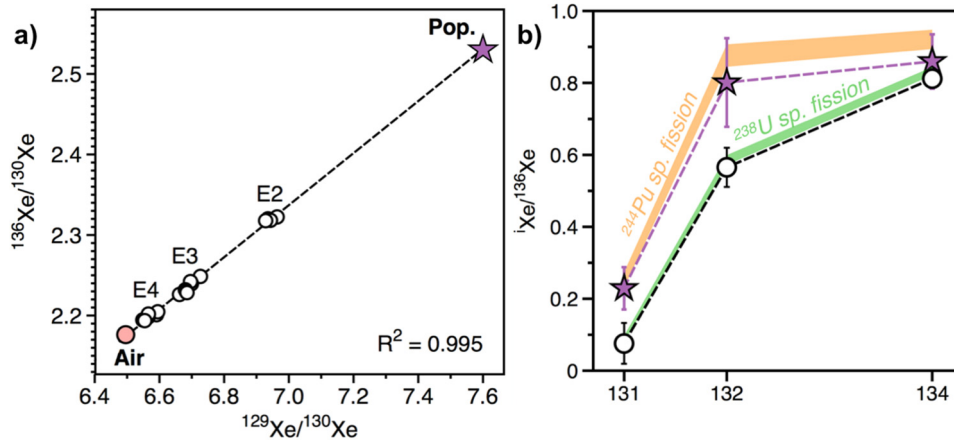 a)
Pop.
E2
E3
E4
Air
R² = 0.995
2.5
2.4
2.3
2.2
¹³⁶Xe/¹³⁰Xe
6.4 6.6 6.8 7.0 7.2 7.4 7.6
¹²⁹Xe/¹³⁰Xe
b)
²⁴⁴Pu sp. fission
²³⁸U sp. fission
1.0
0.8
0.6
0.4
0.2
0
ⁱXe/¹³⁶Xe
131 132 134